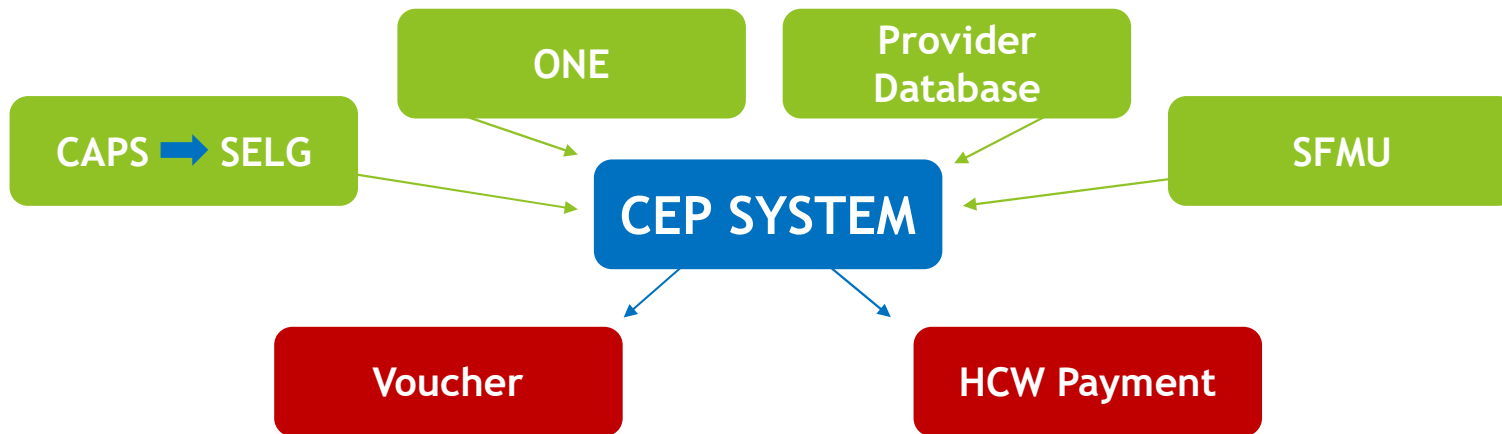 ONE
Provider
Database
CAPS SELG
SFMU
CEP SYSTEM
Voucher
HCW Payment